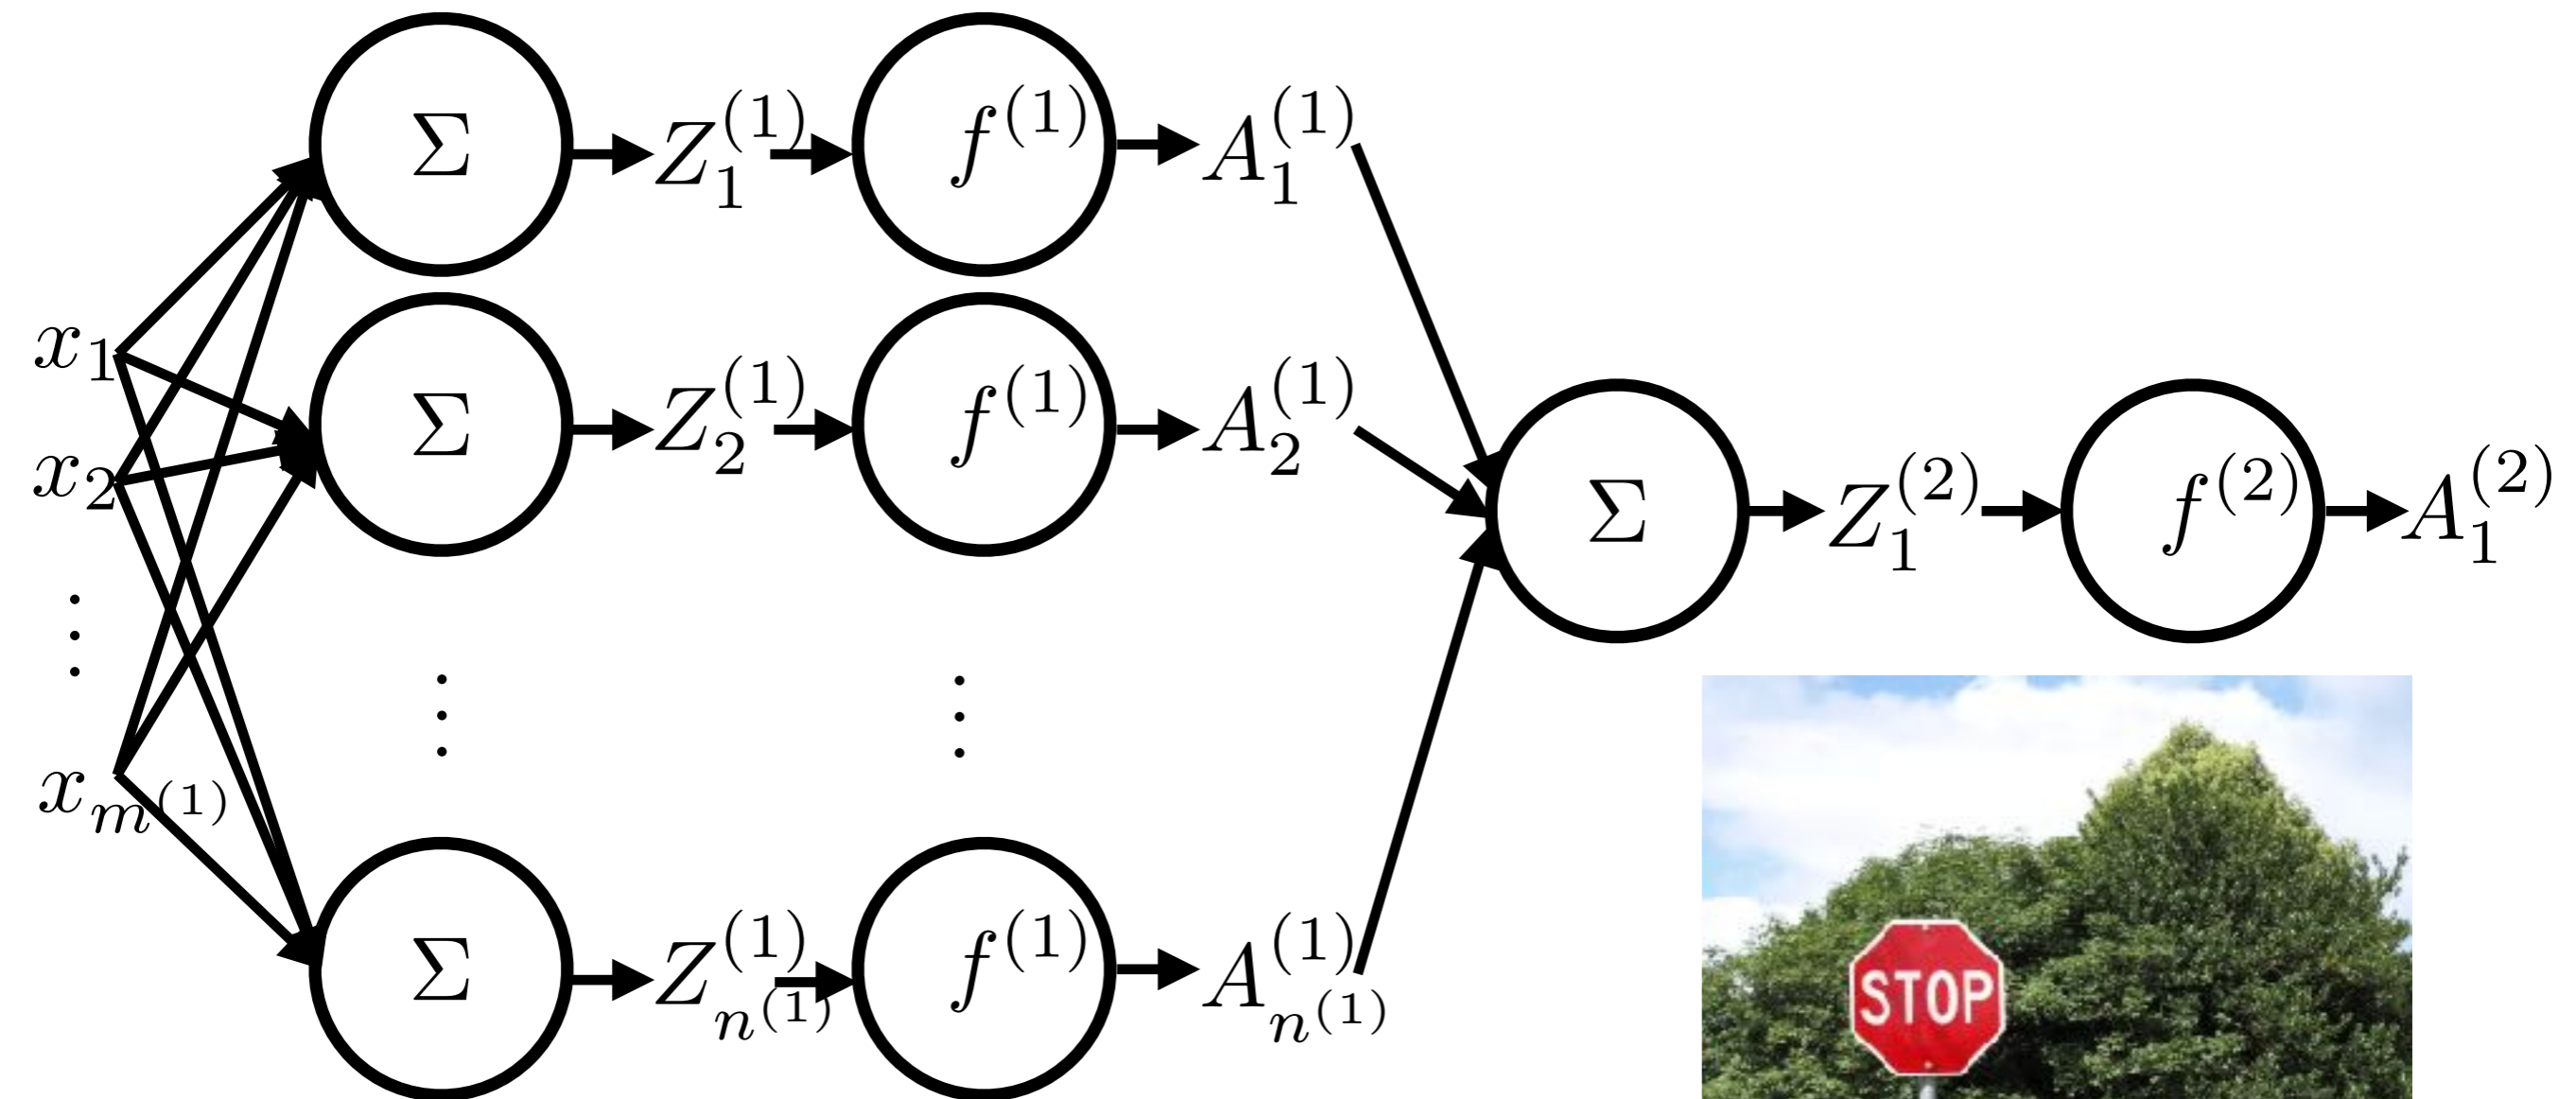 Σ → Z_1^{(1)} → f^{(1)} → A_1^{(1)}
x_1
Σ → Z_2^{(1)} → f^{(1)} → A_2^{(1)}
x_2
Σ → Z_1^{(2)} → f^{(2)} → A_1^{(2)}
⋮
⋮ ⋮
x_{m^{(1)}}
Σ → Z_{n^{(1)}}^{(1)} → f^{(1)} → A_{n^{(1)}}^{(1)}
STOP